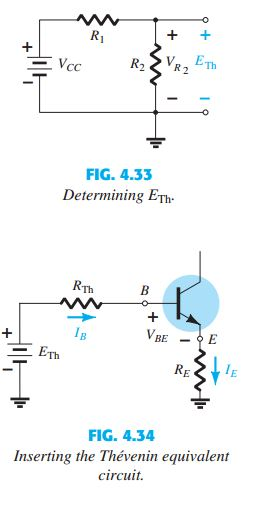 R1
+ + +
VCC R2 VR2 ETh
− − −
FIG. 4.33
Determining ETh.
RTh B
IB +
+ VBE − E
ETh RE IE
−
FIG. 4.34
Inserting the Thévenin equivalent
circuit.